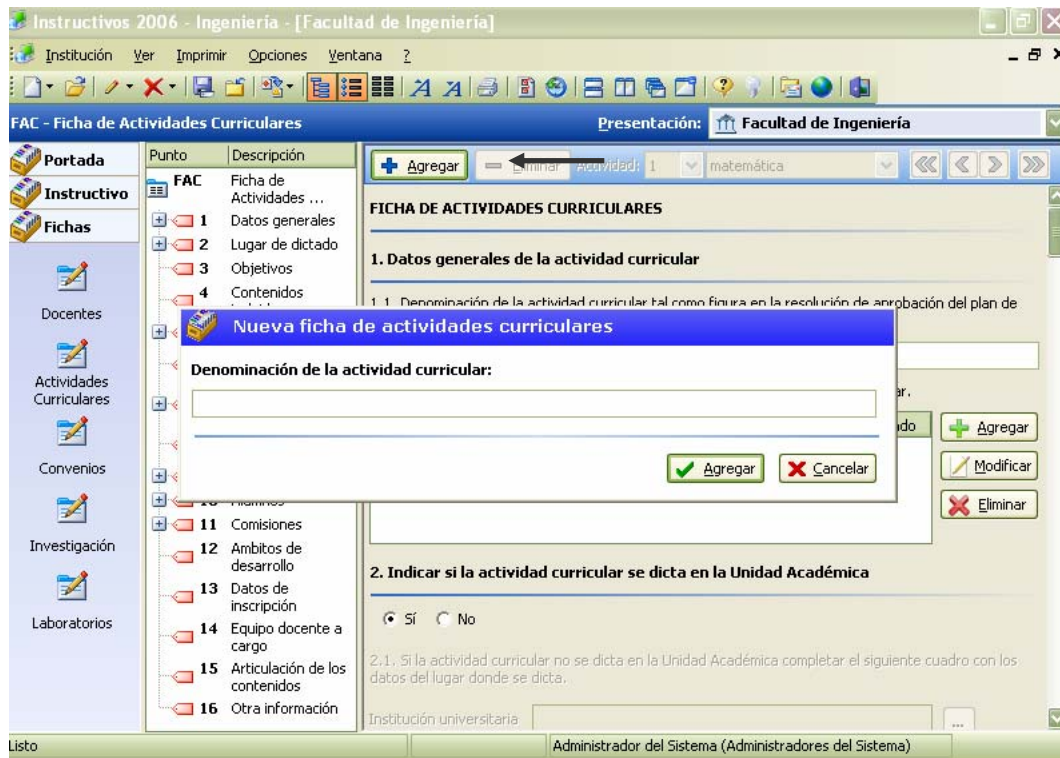 Instructivos 2006 - Ingeniería - [Facultad de Ingeniería]
Institución Ver Imprimir Opciones Ventana ?
FAC - Ficha de Actividades Curriculares Presentación: Facultad de Ingeniería
Portada
Instructivo
Fichas
Docentes
Actividades
Curriculares
Convenios
Investigación
Laboratorios
Punto Descripción
FAC Ficha de
Actividades ...
1 Datos generales
2 Lugar de dictado
3 Objetivos
4 Contenidos
11 Comisiones
12 Ambitos de
desarrollo
13 Datos de
inscripción
14 Equipo docente a
cargo
15 Articulación de los
contenidos
16 Otra información
Agregar Eliminar Actividad: 1 matemática
FICHA DE ACTIVIDADES CURRICULARES
1. Datos generales de la actividad curricular
1.1. Denominación de la actividad curricular tal como figura en la resolución de aprobación del plan de
Nueva ficha de actividades curriculares
Denominación de la actividad curricular:
Agregar Cancelar
Agregar
Modificar
Eliminar
2. Indicar si la actividad curricular se dicta en la Unidad Académica
Sí No
2.1. Si la actividad curricular no se dicta en la Unidad Académica completar el siguiente cuadro con los
datos del lugar donde se dicta.
Institución universitaria ...
Listo Administrador del Sistema (Administradores del Sistema)